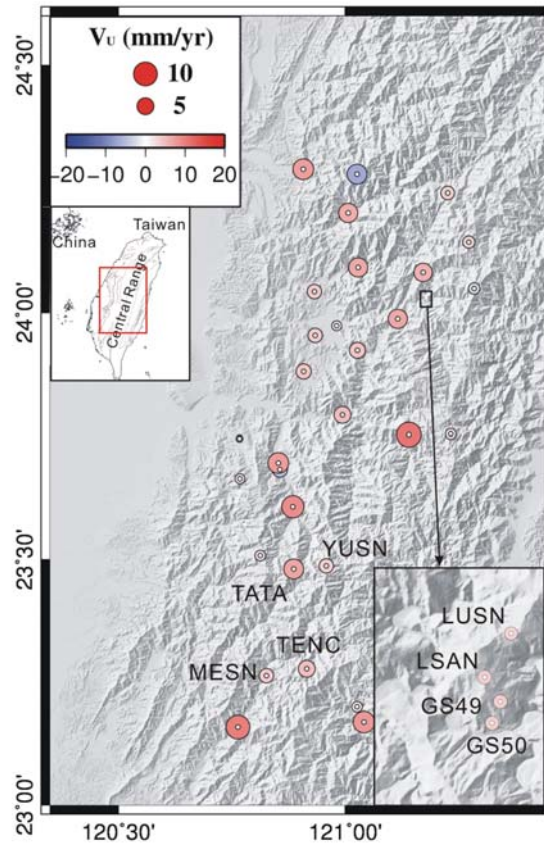 Vᴜ (mm/yr)
10
5
−20 −10 0 10 20
Taiwan
China
Central Range
24˚30'
24˚00'
23˚30'
23˚00'
YUSN
TATA
TENC
MESN
LUSN
LSAN
GS49
GS50
120˚30' 121˚00'